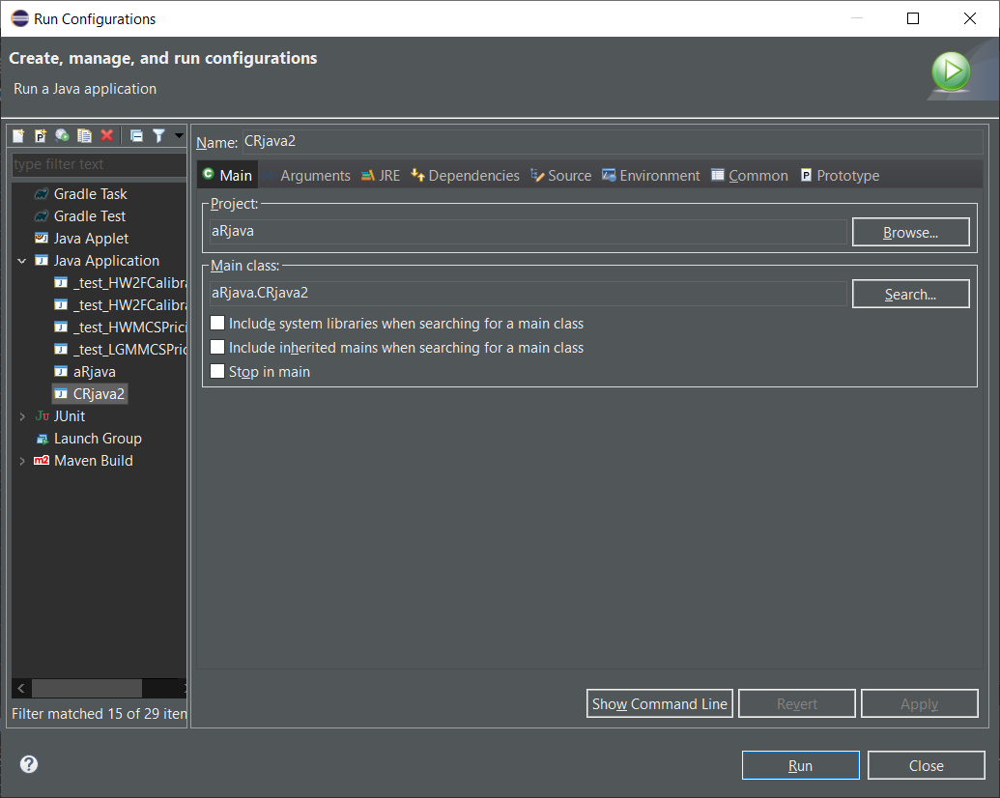 Run Configurations
Create, manage, and run configurations
Run a Java application
type filter text
Gradle Task
Gradle Test
Java Applet
Java Application
_test_HW2FCalibra
_test_HW2FCalibra
_test_HWMCSPrici
_test_LGMMCSPric
aRjava
CRjava2
JUnit
Launch Group
Maven Build
Filter matched 15 of 29 iten
Name: CRjava2
Main Arguments JRE Dependencies Source Environment Common Prototype
Project:
aRjava Browse...
Main class:
aRjava.CRjava2 Search...
Include system libraries when searching for a main class
Include inherited mains when searching for a main class
Stop in main
Show Command Line Revert Apply
Run Close